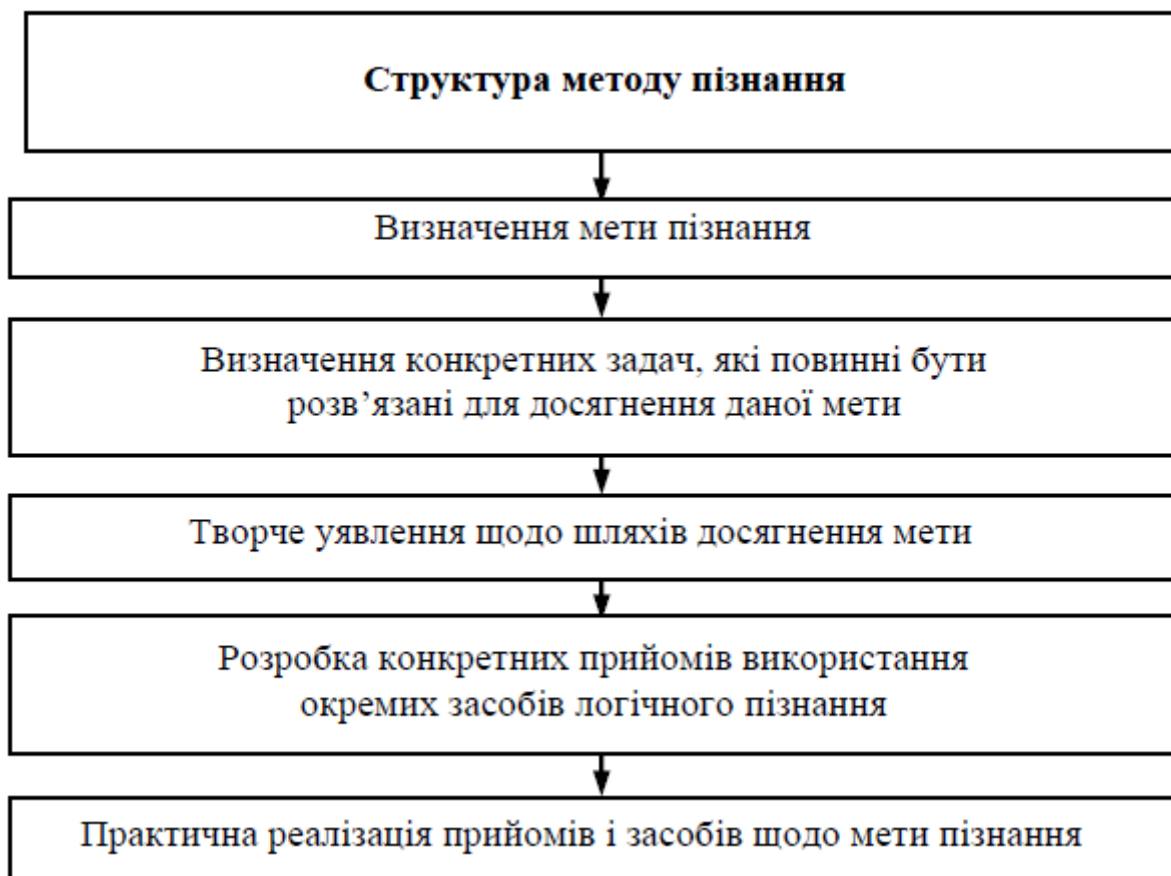 Структура методу пізнання
Визначення мети пізнання
Визначення конкретних задач, які повинні бути
розв’язані для досягнення даної мети
Творче уявлення щодо шляхів досягнення мети
Розробка конкретних прийомів використання
окремих засобів логічного пізнання
Практична реалізація прийомів і засобів щодо мети пізнання